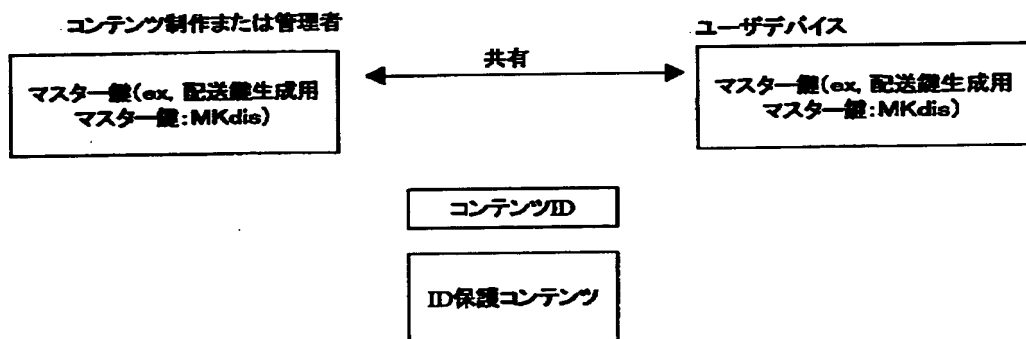 コンテンツ制作または管理者
ユーザデバイス
共有
マスター鍵(ex, 配送鍵生成用
マスター鍵:MKdis)
マスター鍵(ex, 配送鍵生成用
マスター鍵:MKdis)
コンテンツID
ID保護コンテンツ